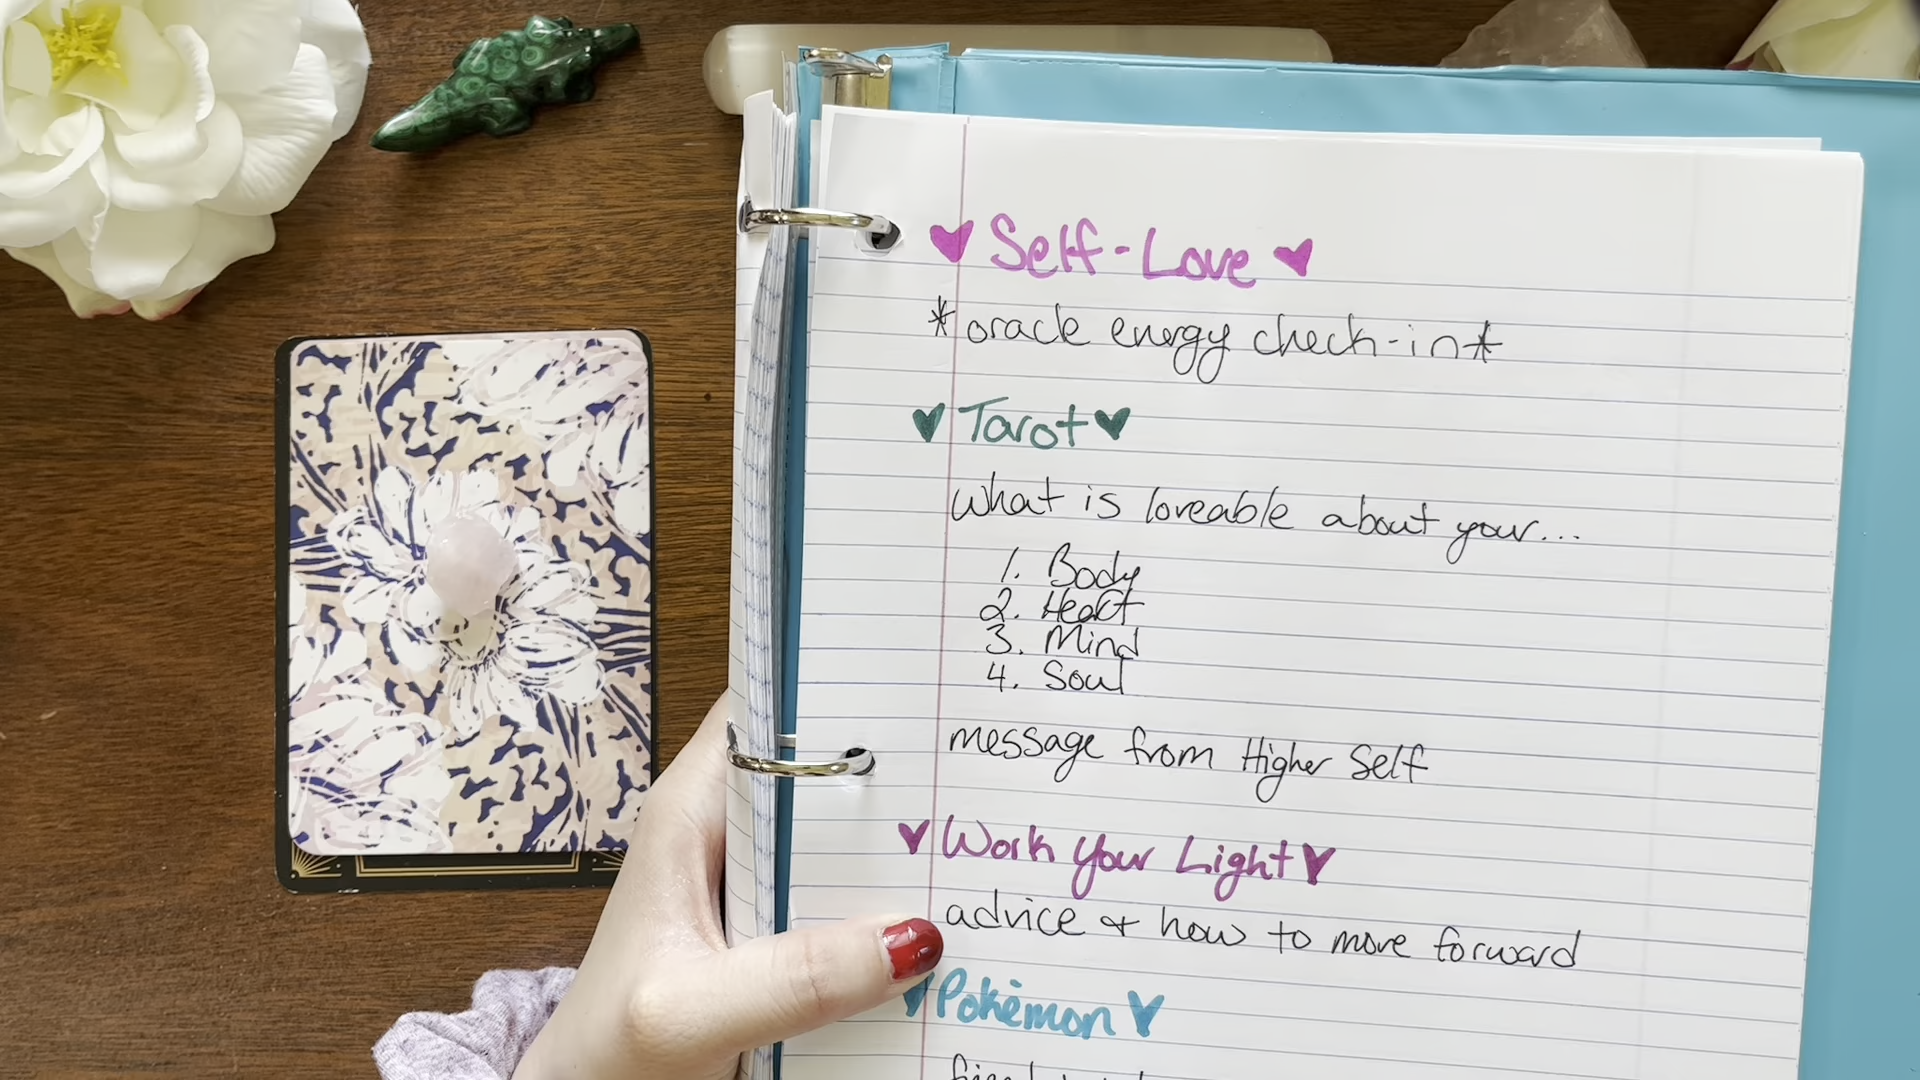 Self-Love
*oracle energy check-in*
Tarot
What is loveable about your...
1. Body
2. Heart
3. Mind
4. Soul
message from Higher Self
Work Your Light
advice + how to move forward
Pokémon